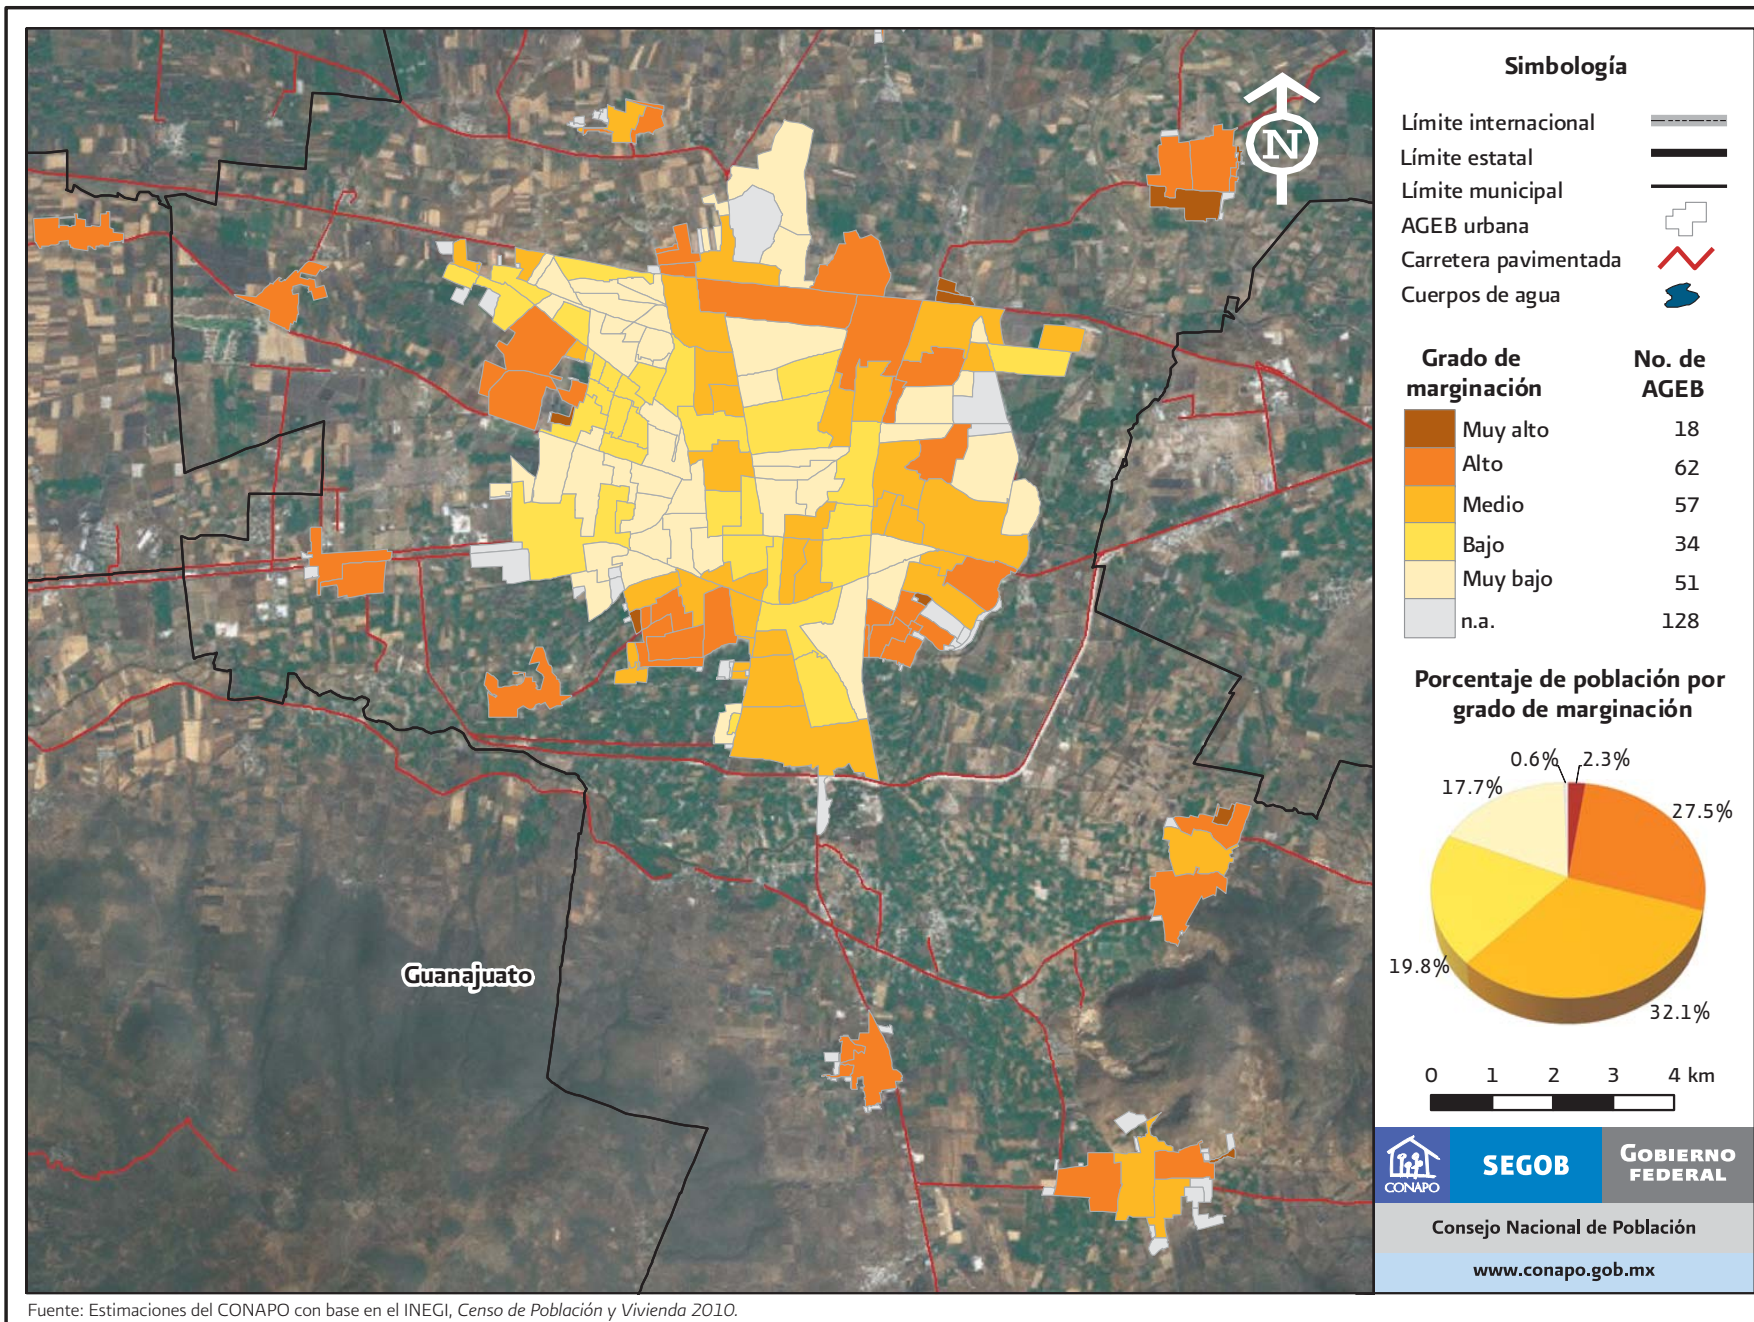 N
Guanajuato
Simbología
Límite internacional
Límite estatal
Límite municipal
AGEB urbana
Carretera pavimentada
Cuerpos de agua
Grado de marginación No. de AGEB
Muy alto 18
Alto 62
Medio 57
Bajo 34
Muy bajo 51
n.a. 128
Porcentaje de población por
grado de marginación
0.6% 2.3%
17.7%
27.5%
19.8%
32.1%
0 1 2 3 4 km
CONAPO
SEGOB
GOBIERNO
FEDERAL
Consejo Nacional de Población
www.conapo.gob.mx
Fuente: Estimaciones del CONAPO con base en el INEGI, Censo de Población y Vivienda 2010.